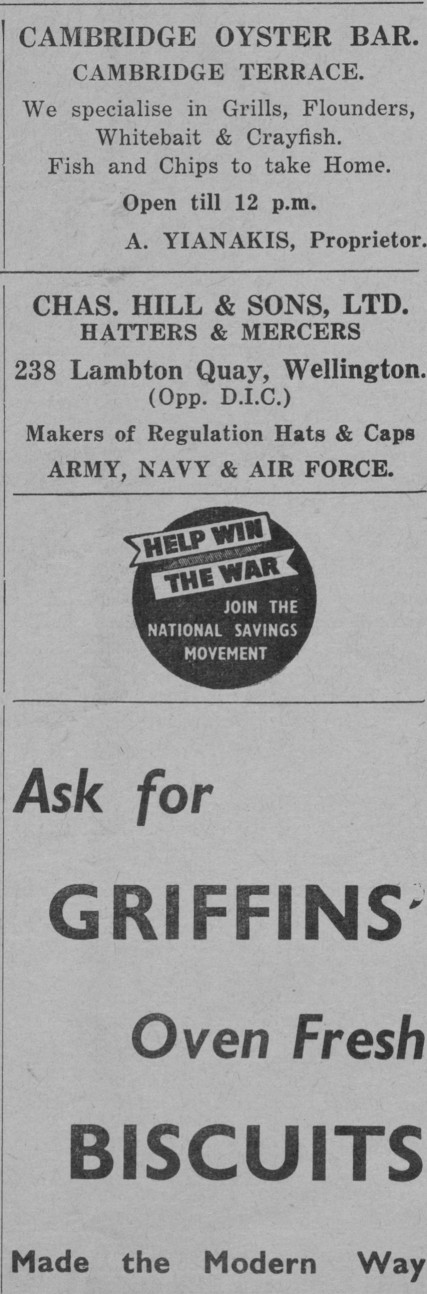 CAMBRIDGE OYSTER BAR.
CAMBRIDGE TERRACE.
We specialise in Grills, Flounders,
Whitebait & Crayfish.
Fish and Chips to take Home.
Open till 12 p.m.
A. YIANAKIS, Proprietor.
CHAS. HILL & SONS, LTD.
HATTERS & MERCERS
238 Lambton Quay, Wellington.
(Opp. D.I.C.)
Makers of Regulation Hats & Caps
ARMY, NAVY & AIR FORCE.
HELP WIN
THE WAR
JOIN THE
NATIONAL SAVINGS
MOVEMENT
Ask for
GRIFFINS'
Oven Fresh
BISCUITS
Made the Modern Way